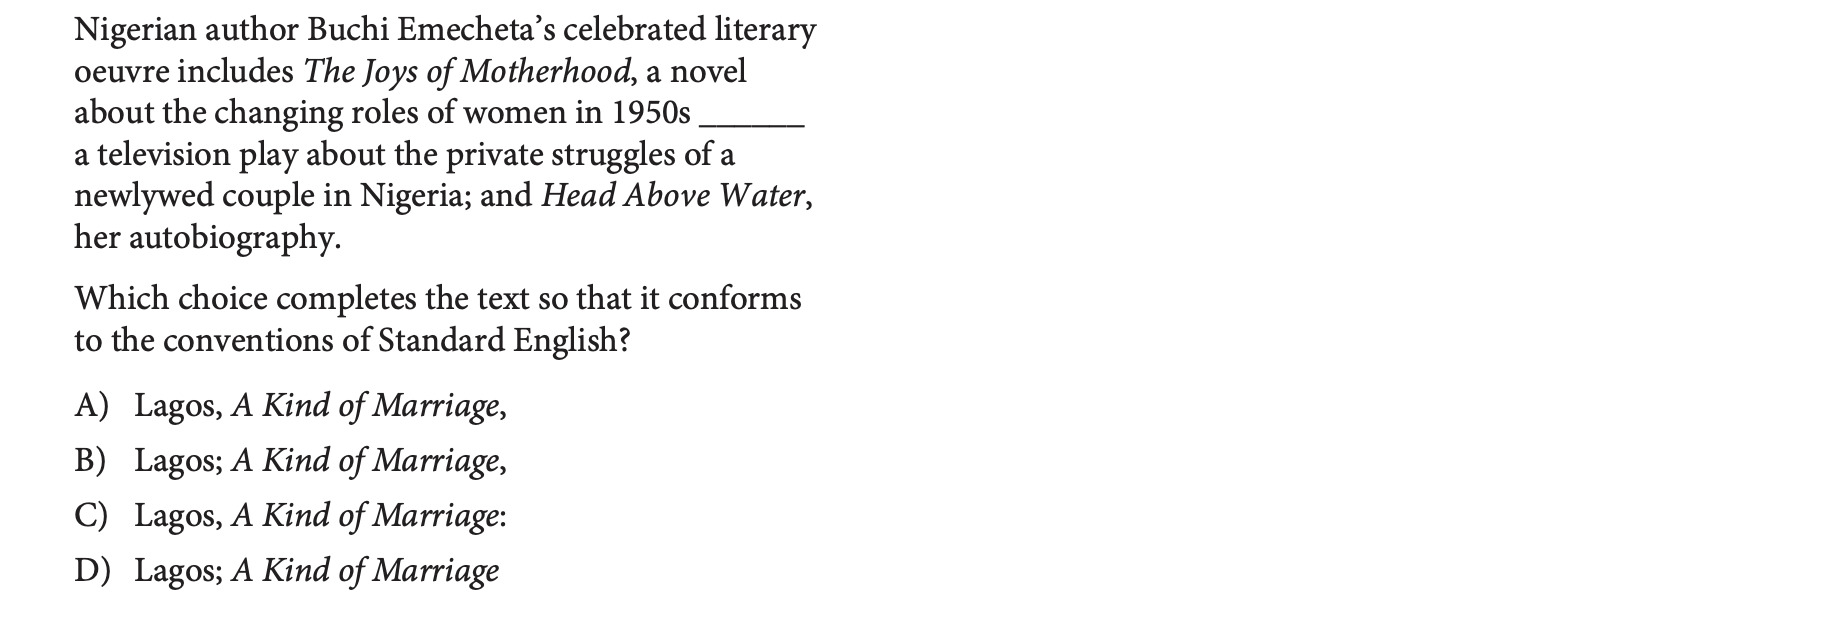 Nigerian author Buchi Emecheta’s celebrated literary
oeuvre includes The Joys of Motherhood, a novel
about the changing roles of women in 1950s ______
a television play about the private struggles of a
newlywed couple in Nigeria; and Head Above Water,
her autobiography.
Which choice completes the text so that it conforms
to the conventions of Standard English?
A) Lagos, A Kind of Marriage,
B) Lagos; A Kind of Marriage,
C) Lagos, A Kind of Marriage:
D) Lagos; A Kind of Marriage